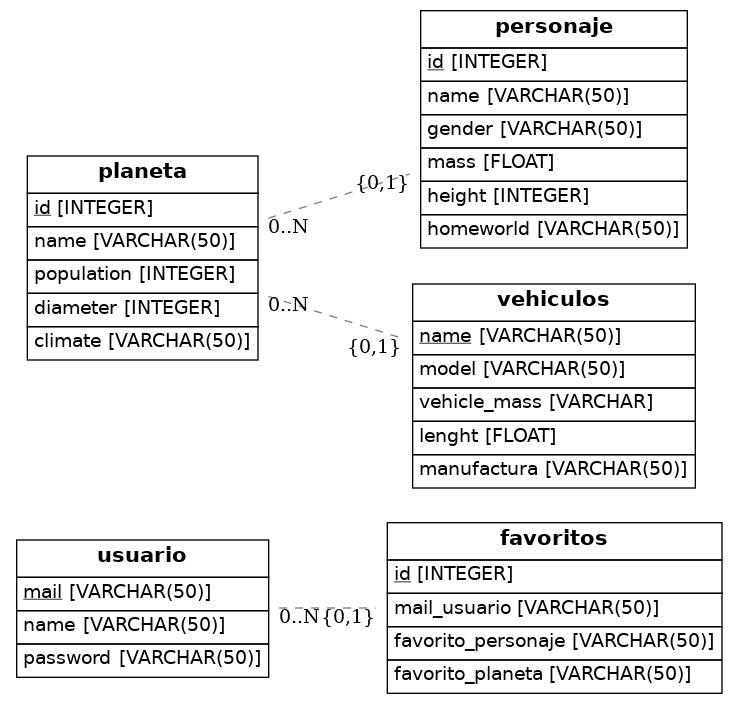 personaje
id [INTEGER]
name [VARCHAR(50)]
gender [VARCHAR(50)]
mass [FLOAT]
height [INTEGER]
homeworld [VARCHAR(50)]
planeta
id [INTEGER]
name [VARCHAR(50)]
population [INTEGER]
diameter [INTEGER]
climate [VARCHAR(50)]
{0,1}
0..N
0..N
{0,1}
vehiculos
name [VARCHAR(50)]
model [VARCHAR(50)]
vehicle_mass [VARCHAR]
lenght [FLOAT]
manufactura [VARCHAR(50)]
usuario
mail [VARCHAR(50)]
name [VARCHAR(50)]
password [VARCHAR(50)]
0..N{0,1}
favoritos
id [INTEGER]
mail_usuario [VARCHAR(50)]
favorito_personaje [VARCHAR(50)]
favorito_planeta [VARCHAR(50)]